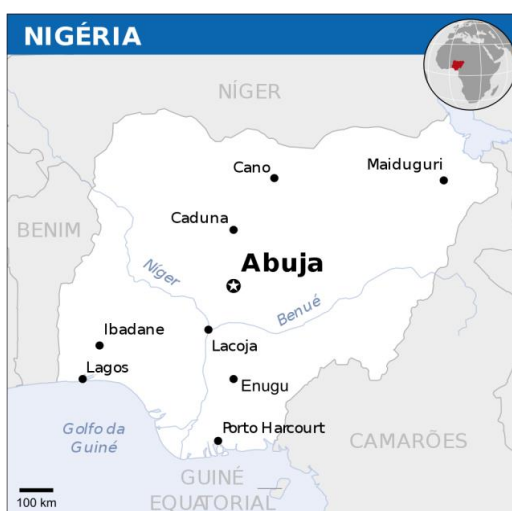 NIGÉRIA
NÍGER
Cano
Maiduguri
Caduna
BENIM
Abuja
Níger
Benué
Ibadane
Lacoja
Lagos
Enugu
Golfo da
Guiné
Porto Harcourt
CAMARÕES
GUINÉ
EQUATORIAL
100 km